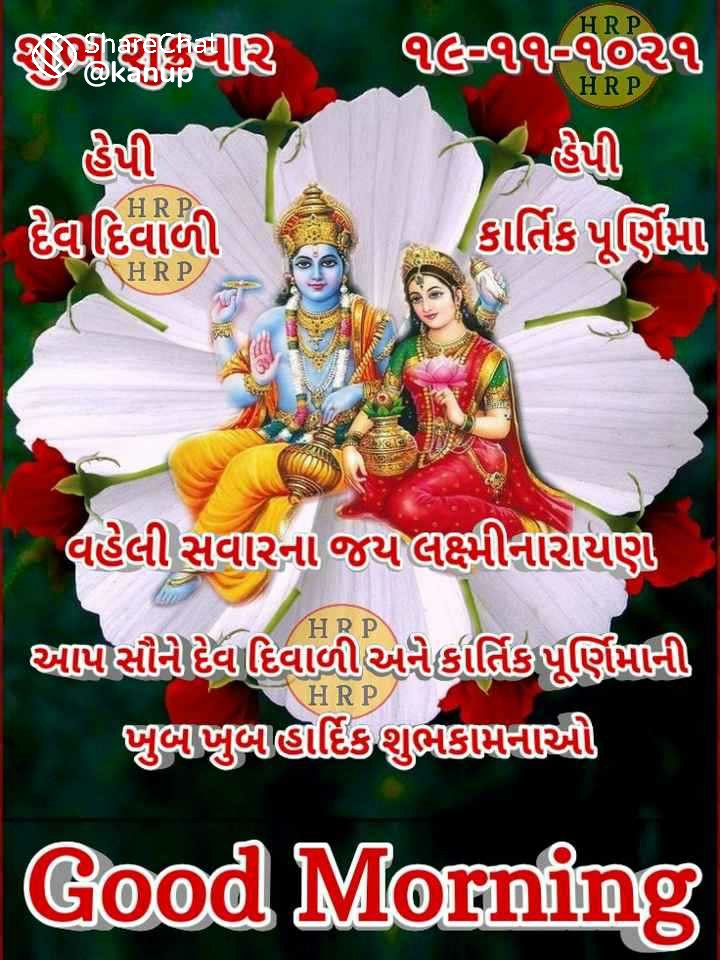 ShareChat
@kanup
શુભ શુક્રવાર
૧૯-૧૧-૧૦૨૧
HRP
HRP
હેપી
દેવ દિવાળી
HRP
HRP
હેપી
કાર્તિક પૂર્ણિમા
વહેલી સવારના જય લક્ષ્મીનારાયણ
HRP
આપ સૌને દેવ દિવાળી અને કાર્તિક પૂર્ણિમાની
HRP
ખુબ ખુબ હાર્દિક શુભકામનાઓ
Good Morning